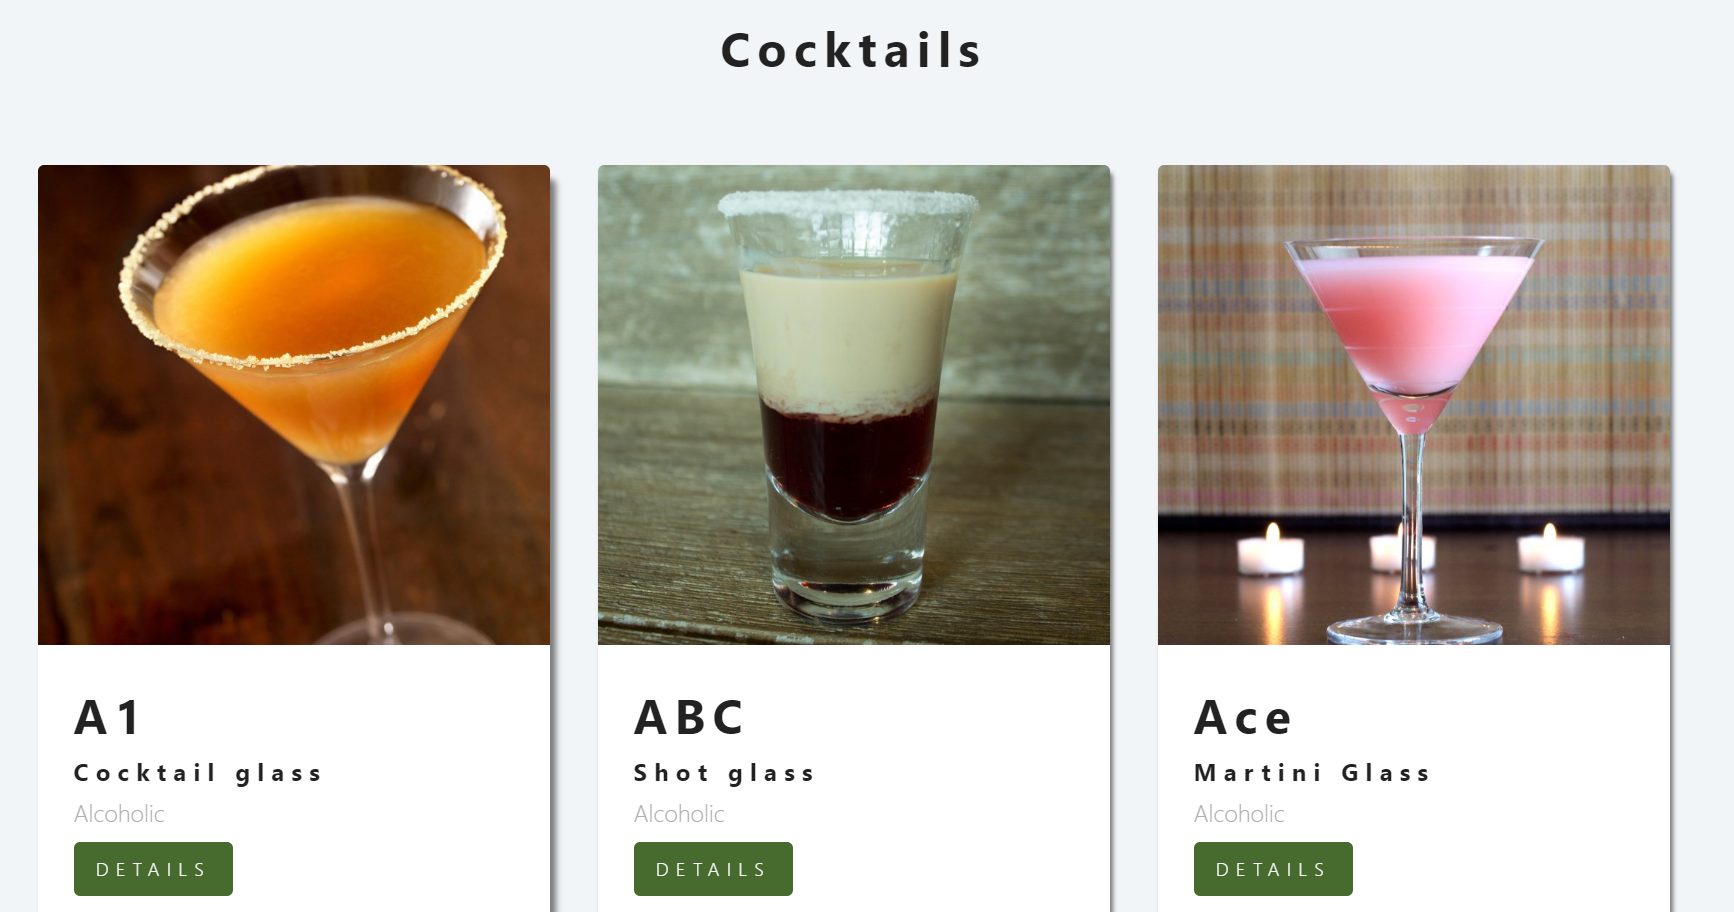 Cocktails
A1
Cocktail glass
Alcoholic
DETAILS
ABC
Shot glass
Alcoholic
DETAILS
Ace
Martini Glass
Alcoholic
DETAILS